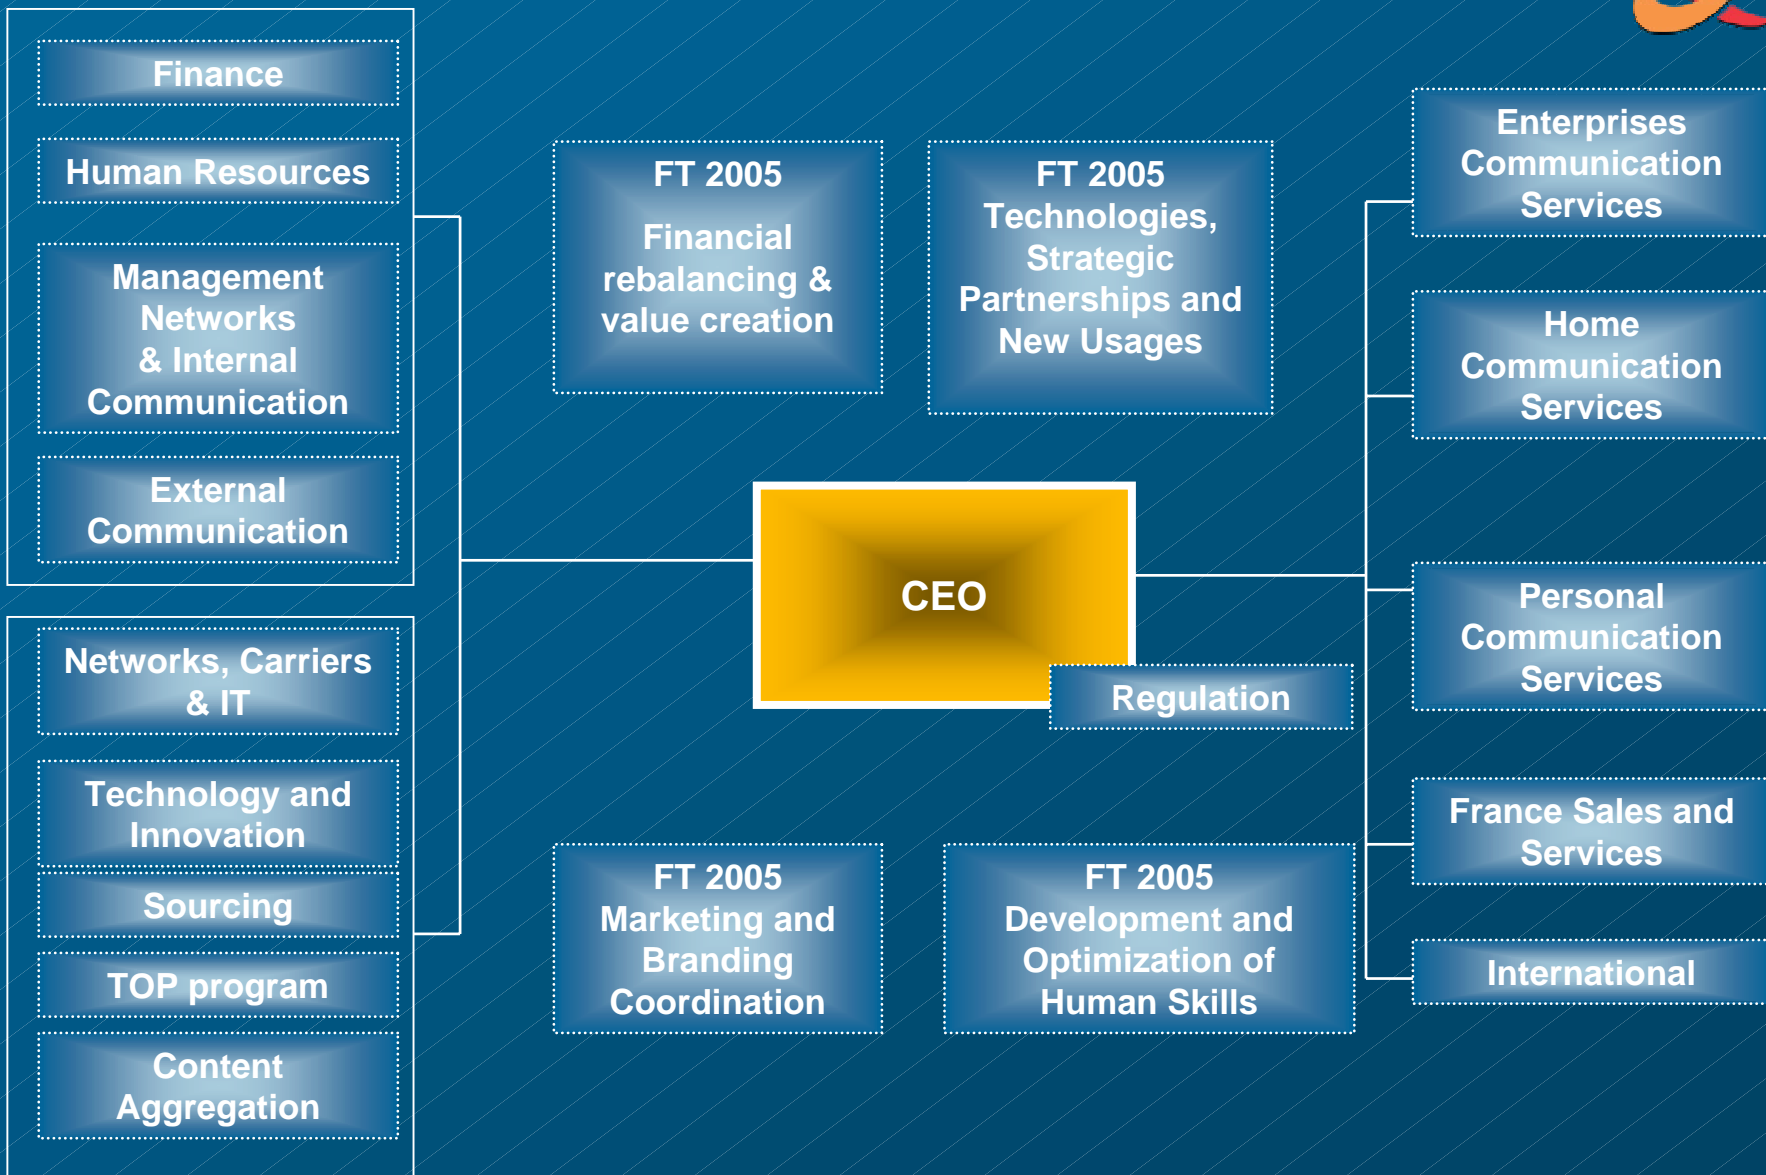 Finance
Human Resources
Management
Networks
& Internal
Communication
External
Communication
Networks, Carriers
& IT
Technology and
Innovation
Sourcing
TOP program
Content
Aggregation
FT 2005
Financial
rebalancing &
value creation
FT 2005
Technologies,
Strategic
Partnerships and
New Usages
CEO
Regulation
FT 2005
Marketing and
Branding
Coordination
FT 2005
Development and
Optimization of
Human Skills
Enterprises
Communication
Services
Home
Communication
Services
Personal
Communication
Services
France Sales and
Services
International